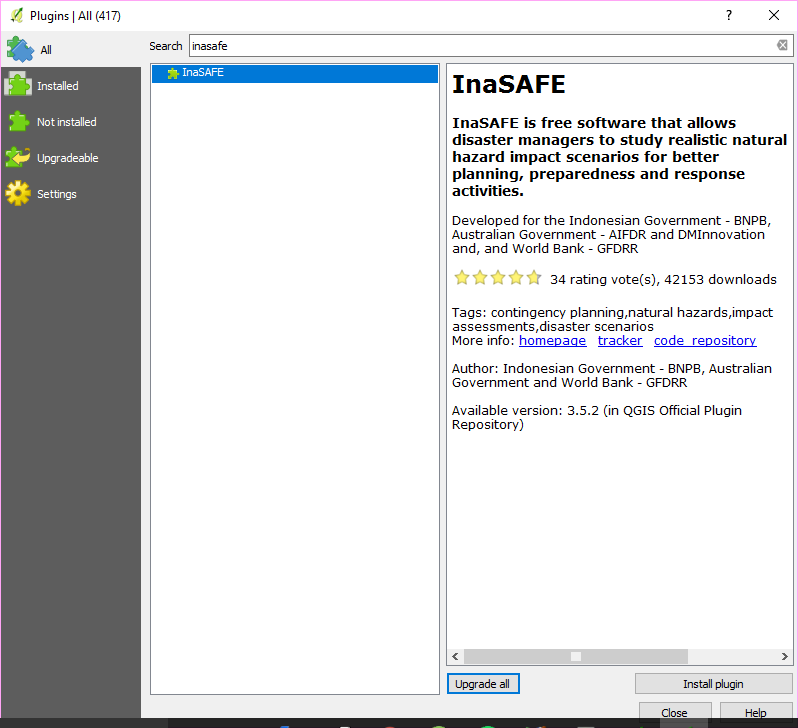 Plugins | All (417)
?
All
Search
inasafe
Installed
Not installed
Upgradeable
Settings
InaSAFE
InaSAFE
InaSAFE is free software that allows
disaster managers to study realistic natural
hazard impact scenarios for better
planning, preparedness and response
activities.
Developed for the Indonesian Government - BNPB,
Australian Government - AIFDR and DMInnovation
and, and World Bank - GFDRR
34 rating vote(s), 42153 downloads
Tags: contingency planning,natural hazards,impact
assessments,disaster scenarios
More info: homepage tracker code_repository
Author: Indonesian Government - BNPB, Australian
Government and World Bank - GFDRR
Available version: 3.5.2 (in QGIS Official Plugin
Repository)
Upgrade all
Install plugin
Close
Help